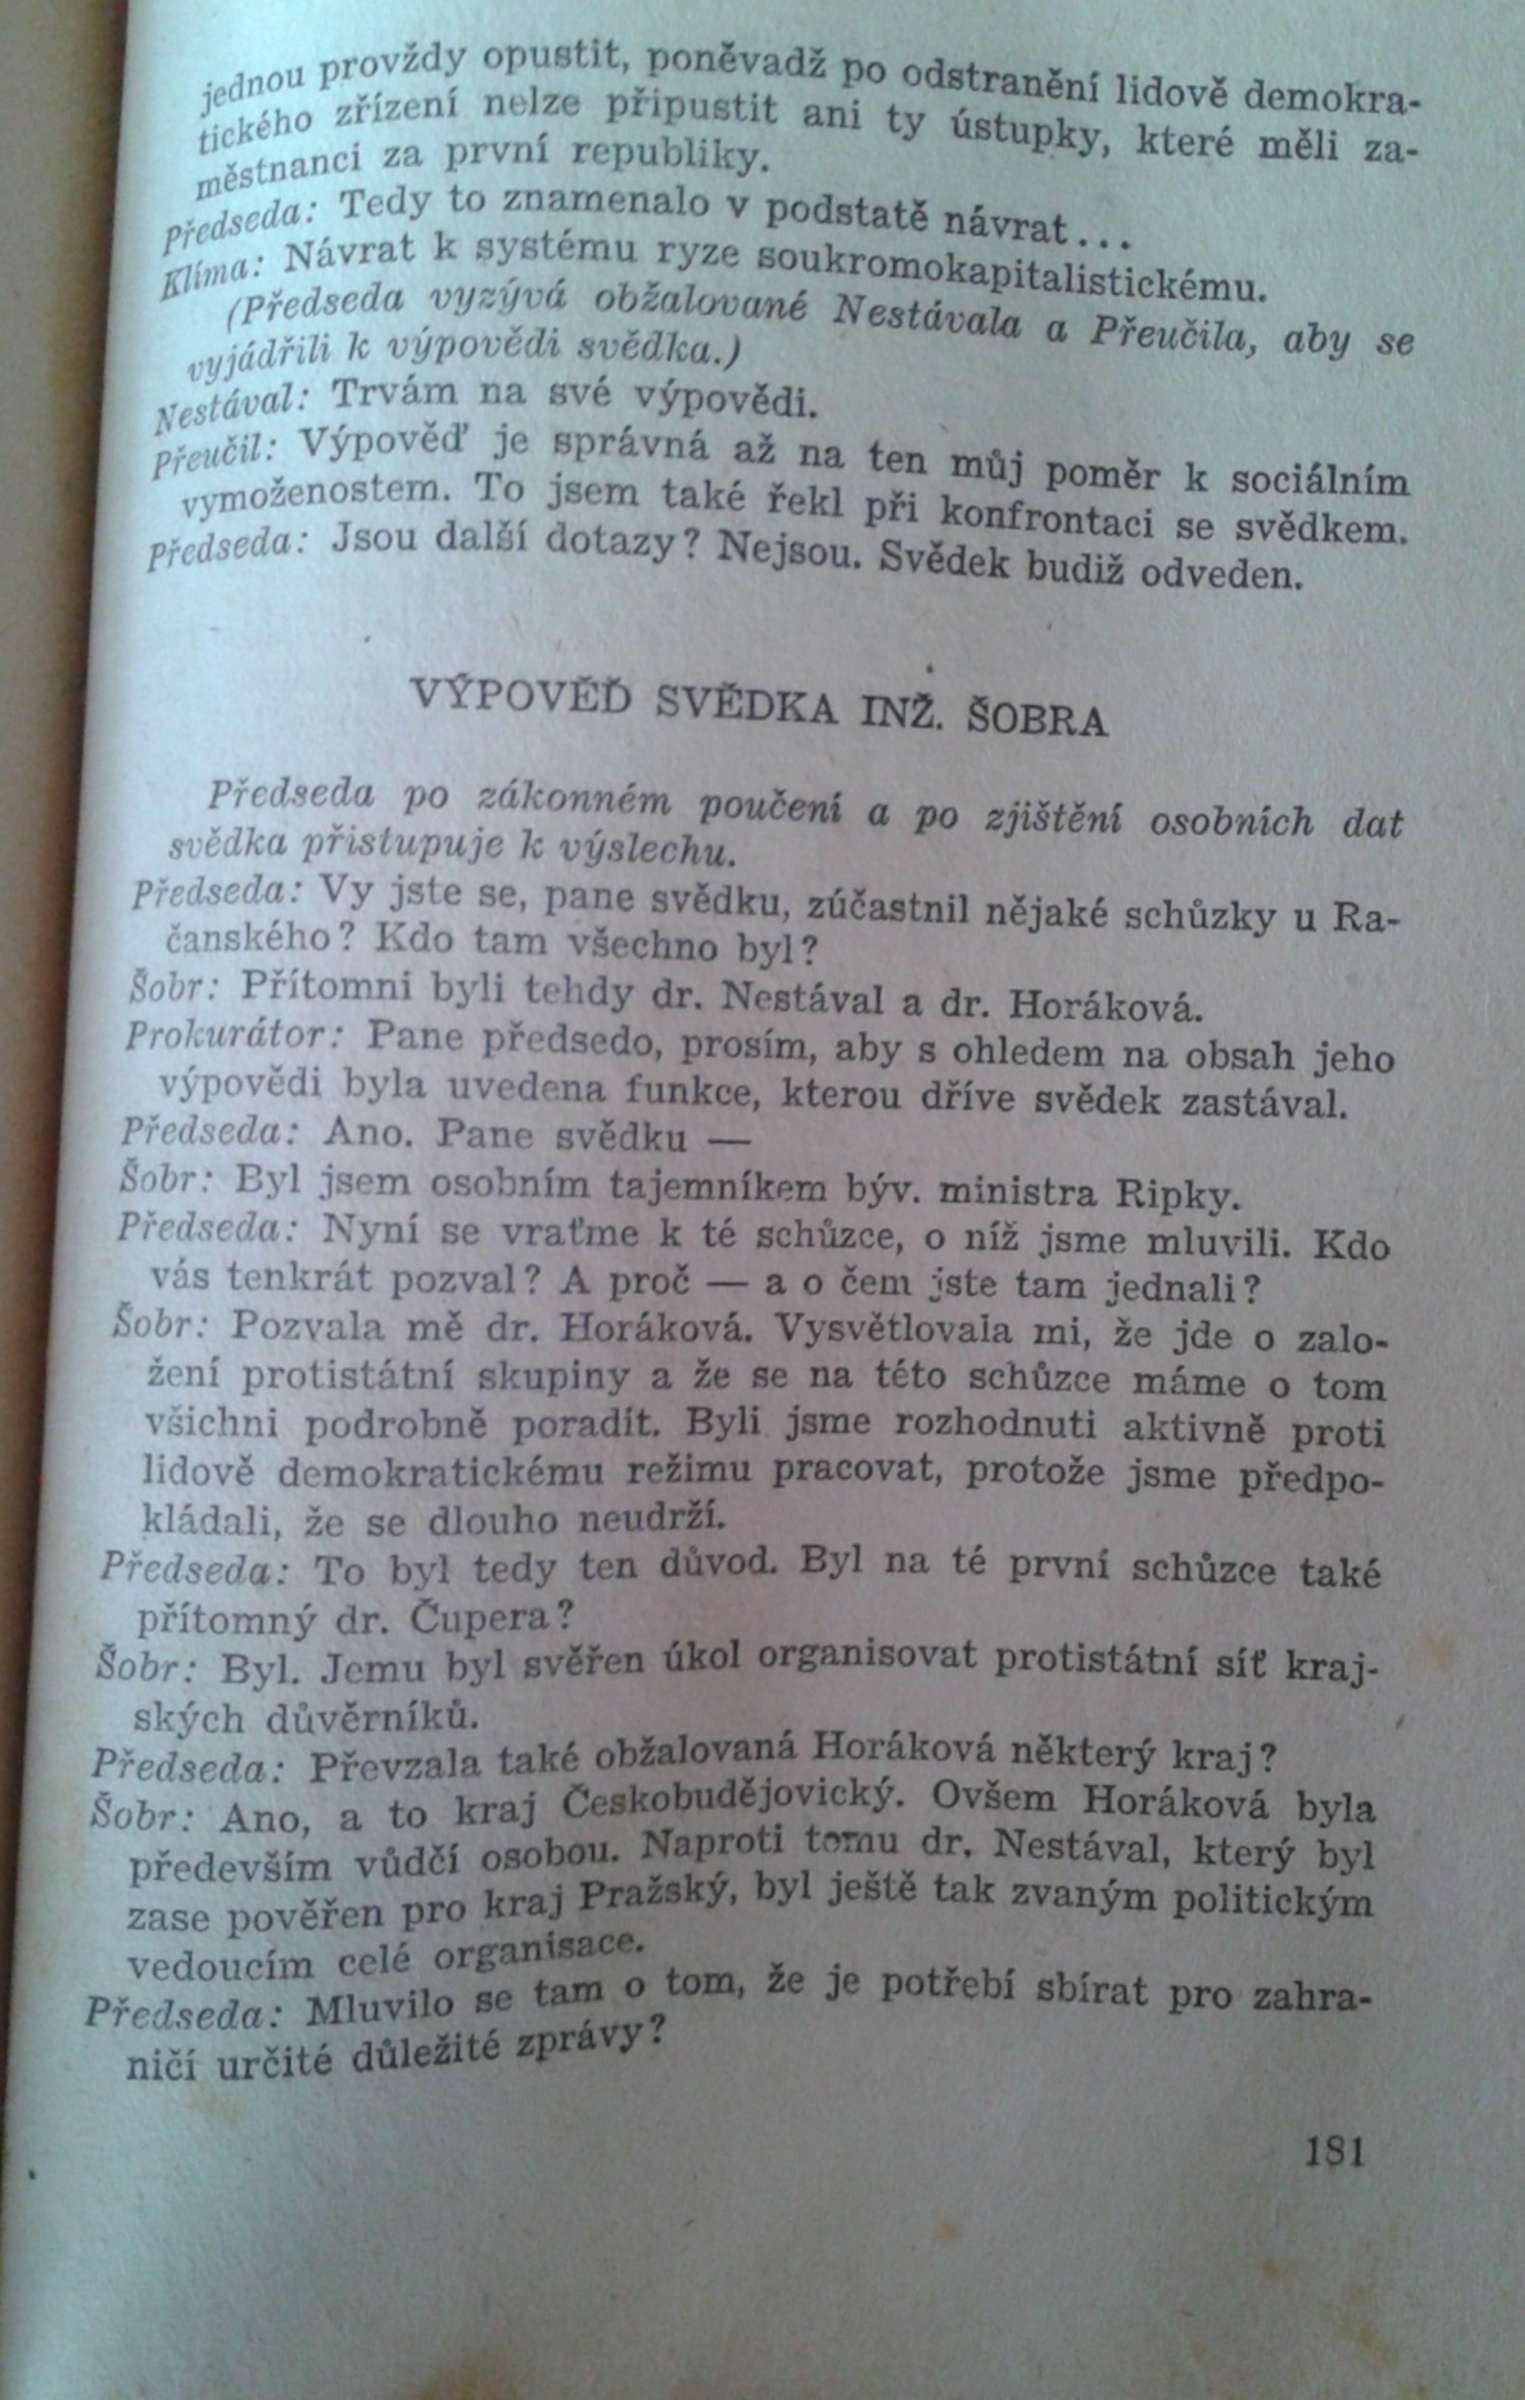 jednou provždy opustit, poněvadž po odstranění lidově demokra-
tického zřízení nelze připustit ani ty ústupky, které měli za-
městnanci za první republiky.
Předseda: Tedy to znamenalo v podstatě návrat...
Klíma: Návrat k systému ryze soukromokapitalistickému.
(Předseda vyzývá obžalované Nestávala a Přeučila, aby se
vyjádřili k výpovědi svědka.)
Nestával: Trvám na své výpovědi.
Přeučil: Výpověď je správná až na ten můj poměr k sociálním
vymoženostem. To jsem také řekl při konfrontaci se svědkem.
Předseda: Jsou další dotazy? Nejsou. Svědek budiž odveden.
VÝPOVĚĎ SVĚDKA INŽ. ŠOBRA
Předseda po zákonném poučení a po zjištění osobních dat
svědka přistupuje k výslechu.
Předseda: Vy jste se, pane svědku, zúčastnil nějaké schůzky u Ra-
čanského? Kdo tam všechno byl?
Šobr: Přítomni byli tehdy dr. Nestával a dr. Horáková.
Prokurátor: Pane předsedo, prosím, aby s ohledem na obsah jeho
výpovědi byla uvedena funkce, kterou dříve svědek zastával.
Předseda: Ano. Pane svědku —
Šobr: Byl jsem osobním tajemníkem býv. ministra Ripky.
Předseda: Nyní se vraťme k té schůzce, o níž jsme mluvili. Kdo
vás tenkrát pozval? A proč — a o čem jste tam jednali?
Šobr: Pozvala mě dr. Horáková. Vysvětlovala mi, že jde o zalo-
žení protistátní skupiny a že se na této schůzce máme o tom
všichni podrobně poradit. Byli jsme rozhodnuti aktivně proti
lidově demokratickému režimu pracovat, protože jsme předpo-
kládali, že se dlouho neudrží.
Předseda: To byl tedy ten důvod. Byl na té první schůzce také
přítomný dr. Čupera?
Šobr: Byl. Jemu byl svěřen úkol organisovat protistátní síť kraj-
ských důvěrníků.
Předseda: Převzala také obžalovaná Horáková některý kraj?
Šobr: Ano, a to kraj Českobudějovický. Ovšem Horáková byla
především vůdčí osobou. Naproti tomu dr. Nestával, který byl
zase pověřen pro kraj Pražský, byl ještě tak zvaným politickým
vedoucím celé organisace.
Předseda: Mluvilo se tam o tom, že je potřebí sbírat pro zahra-
ničí určité důležité zprávy?
181